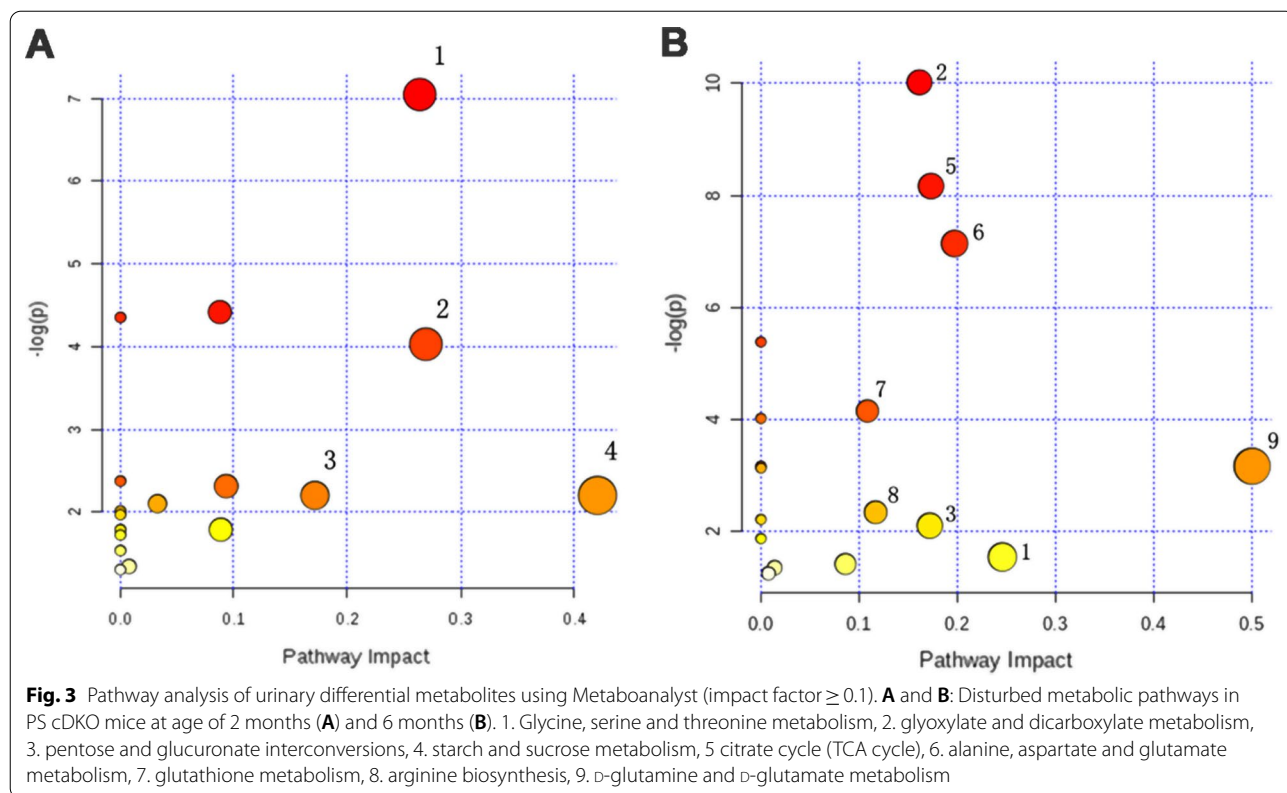 A
1
7
6
5
4
3
2
-log(p)
2
3
4
0.0 0.1 0.2 0.3 0.4
Pathway Impact
B
2
5
6
7
9
8
3
1
10
8
6
4
2
-log(p)
0.0 0.1 0.2 0.3 0.4 0.5
Pathway Impact
Fig. 3 Pathway analysis of urinary differential metabolites using Metaboanalyst (impact factor ≥ 0.1). A and B: Disturbed metabolic pathways in
PS cDKO mice at age of 2 months (A) and 6 months (B). 1. Glycine, serine and threonine metabolism, 2. glyoxylate and dicarboxylate metabolism,
3. pentose and glucuronate interconversions, 4. starch and sucrose metabolism, 5 citrate cycle (TCA cycle), 6. alanine, aspartate and glutamate
metabolism, 7. glutathione metabolism, 8. arginine biosynthesis, 9. D-glutamine and D-glutamate metabolism